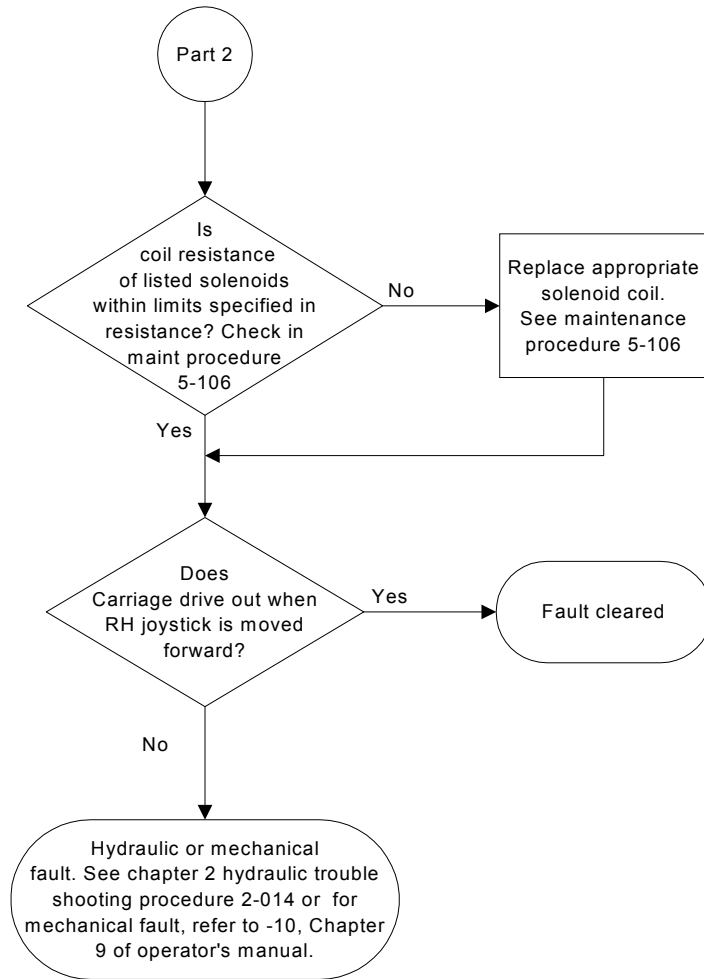 Part 2
Is
coil resistance
of listed solenoids
within limits specified in
resistance? Check in
maint procedure
5-106
No
Replace appropriate
solenoid coil.
See maintenance
procedure 5-106
Yes
Does
Carriage drive out when
RH joystick is moved
forward?
Yes
Fault cleared
No
Hydraulic or mechanical
fault. See chapter 2 hydraulic trouble
shooting procedure 2-014 or for
mechanical fault, refer to -10, Chapter
9 of operator's manual.